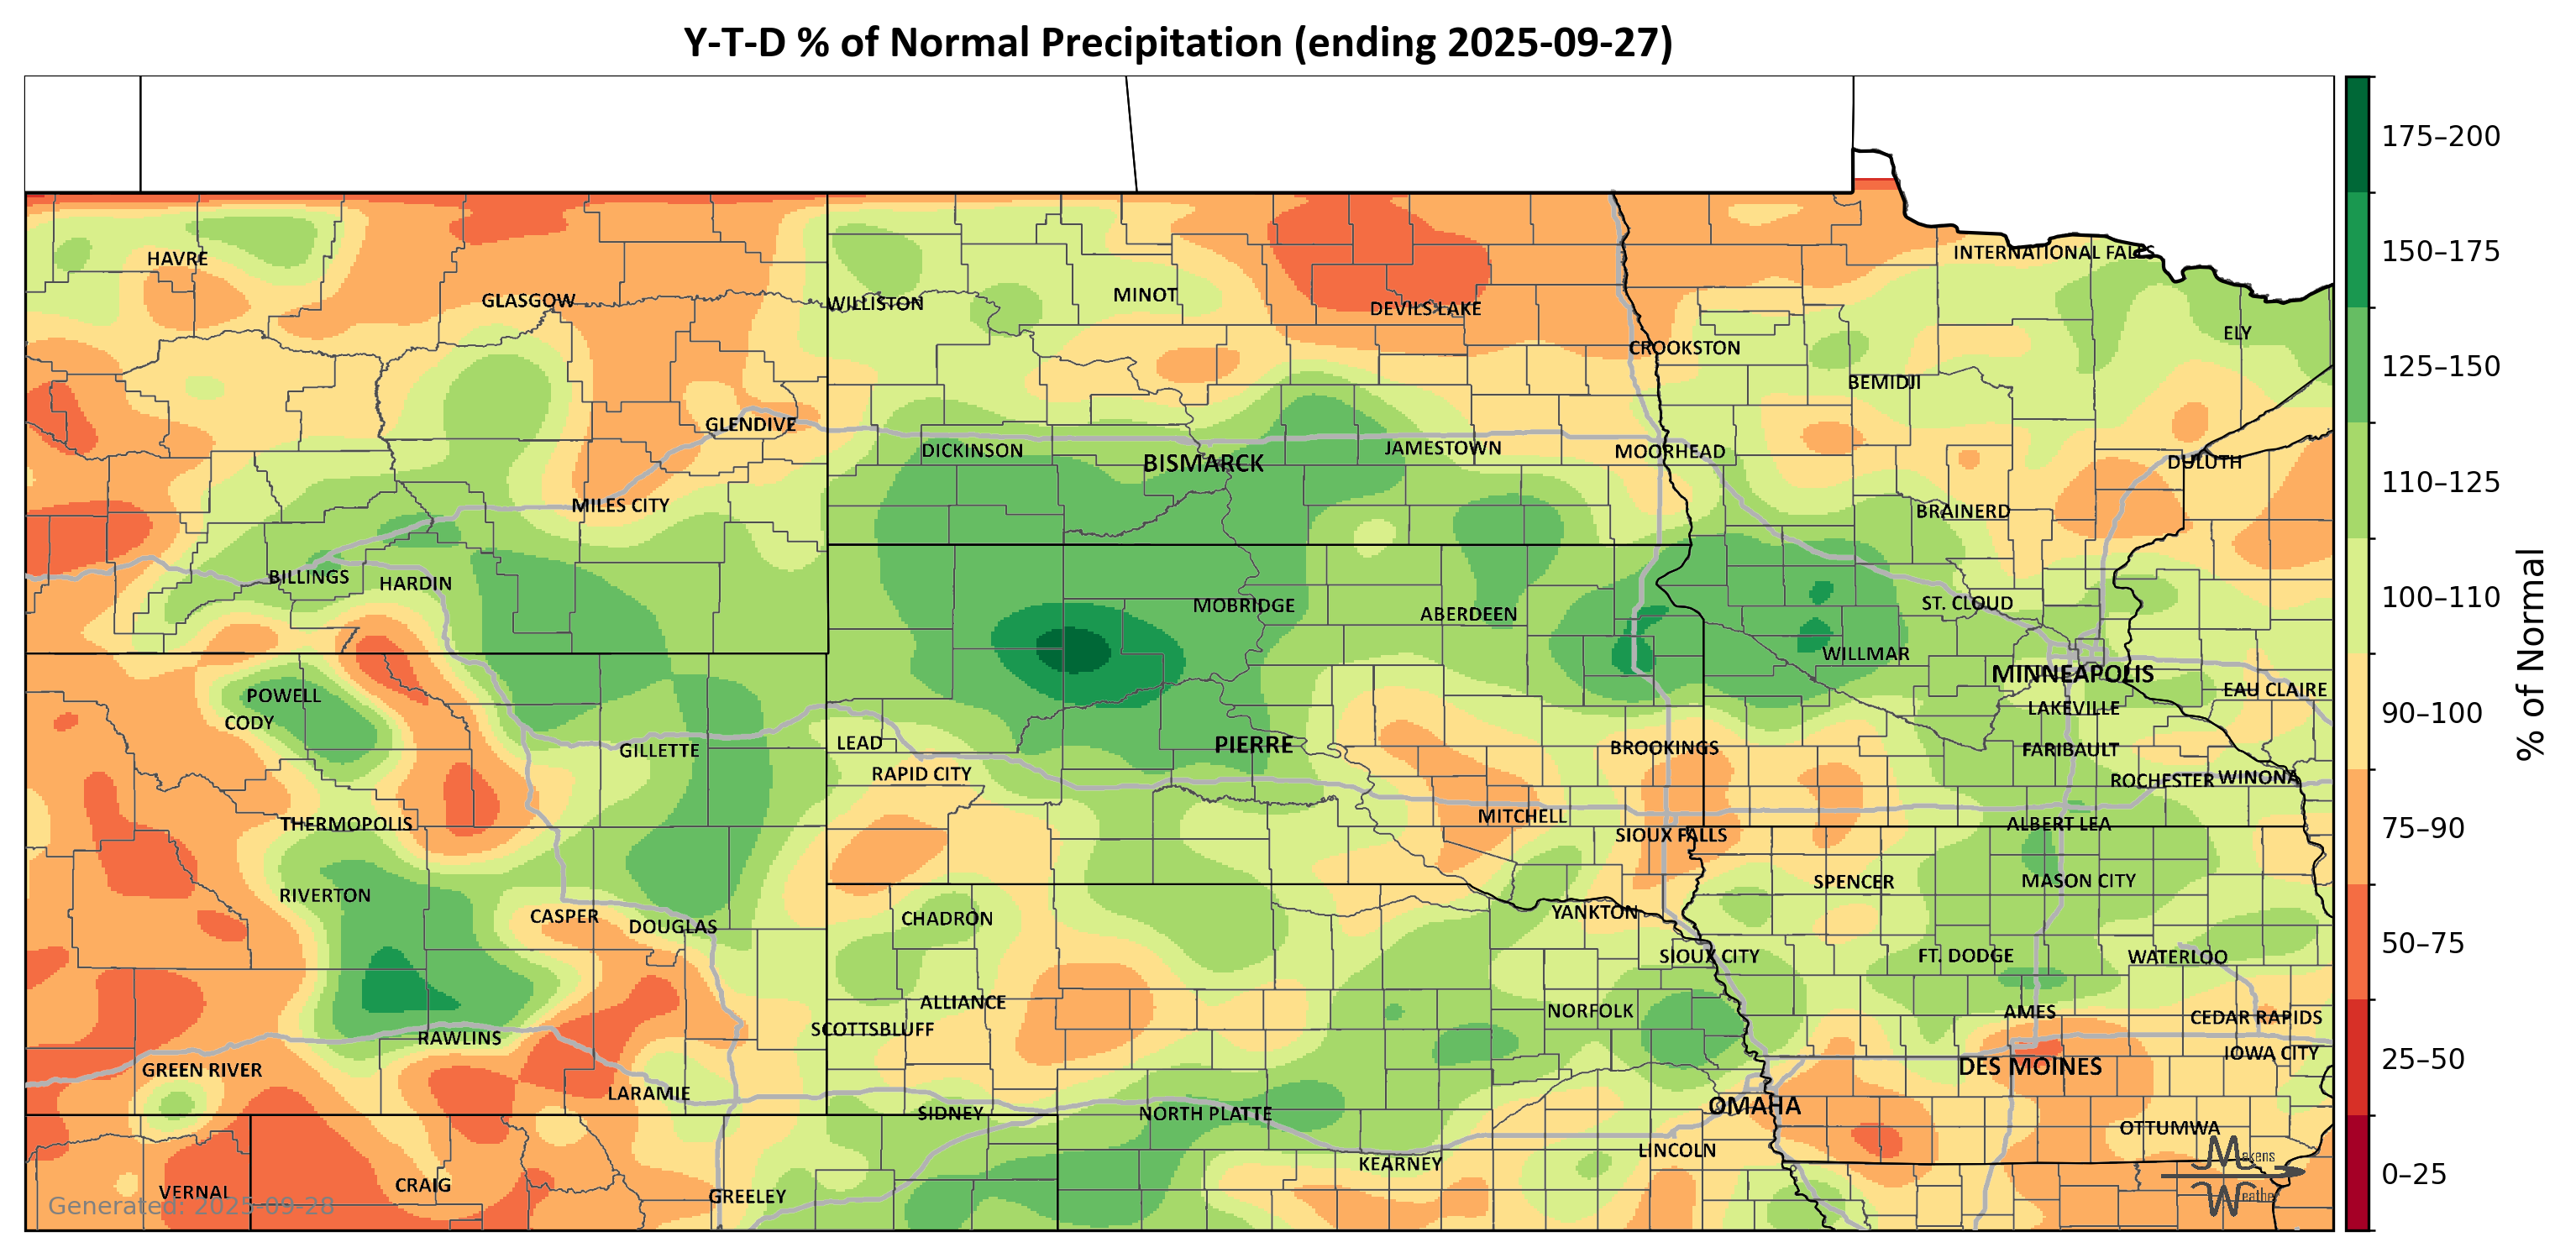 Y-T-D % of Normal Precipitation (ending 2025-09-27)
175–200
INTERNATIONAL FALLS
150–175
HAVRE
MINOT
GLASGOW
WILLISTON
DEVILS LAKE
ELY
CROOKSTON
125–150
BEMIDJI
GLENDIVE
DICKINSON
BISMARCK
JAMESTOWN
MOORHEAD
DULUTH
110–125
MILES CITY
BRAINERD
BILLINGS
HARDIN
MOBRIDGE
ABERDEEN
ST. CLOUD
100–110
WILLMAR
MINNEAPOLIS
POWELL
EAU CLAIRE
CODY
LAKEVILLE
90–100
% of Normal
GILLETTE
LEAD
PIERRE
BROOKINGS
FARIBAULT
RAPID CITY
ROCHESTER
WINONA
THERMOPOLIS
MITCHELL
SIOUX FALLS
ALBERT LEA
75–90
RIVERTON
SPENCER
MASON CITY
CASPER
DOUGLAS
CHADRON
YANKTON
SIOUX CITY
FT. DODGE
WATERLOO
50–75
ALLIANCE
NORFOLK
AMES
CEDAR RAPIDS
SCOTTSBLUFF
RAWLINS
IOWA CITY
GREEN RIVER
DES MOINES
25–50
LARAMIE
SIDNEY
NORTH PLATTE
OMAHA
OTTUMWA
LINCOLN
KEARNEY
Makens
VERNAL
CRAIG
GREELEY
Weather
0–25
Generated: 2025-09-28